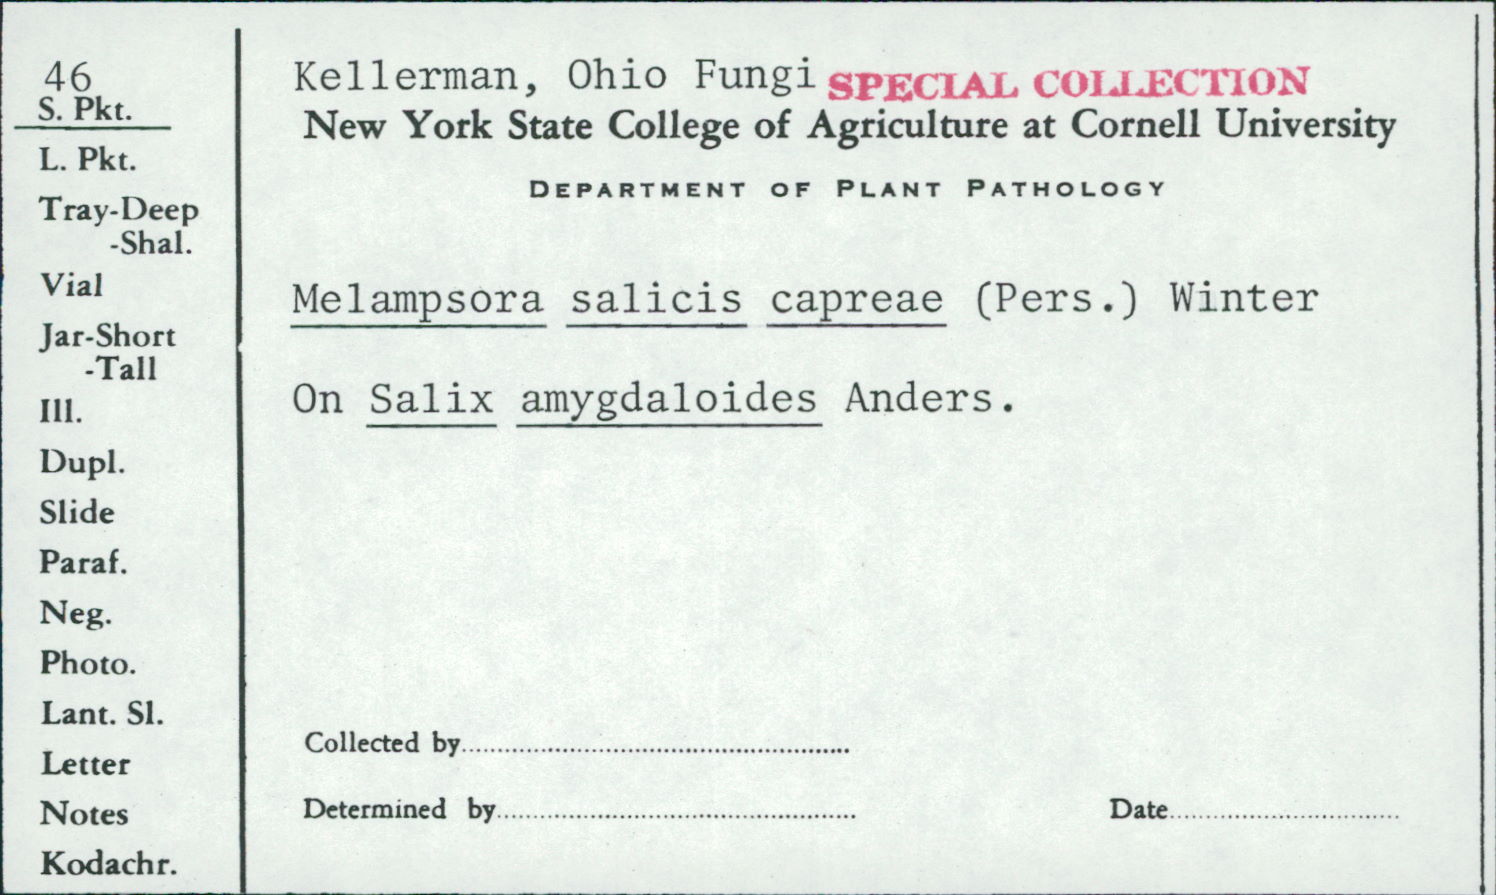 46
S. Pkt.
L. Pkt.
Tray-Deep
-Shal.
Vial
Jar-Short
-Tall
Ill.
Dupl.
Slide
Paraf.
Neg.
Photo.
Lant. Sl.
Letter
Notes
Kodachr.
Kellerman, Ohio Fungi SPECIAL COLLECTION
New York State College of Agriculture at Cornell University
DEPARTMENT OF PLANT PATHOLOGY
Melampsora salicis capreae (Pers.) Winter
On Salix amygdaloides Anders.
Collected by
Determined by Date